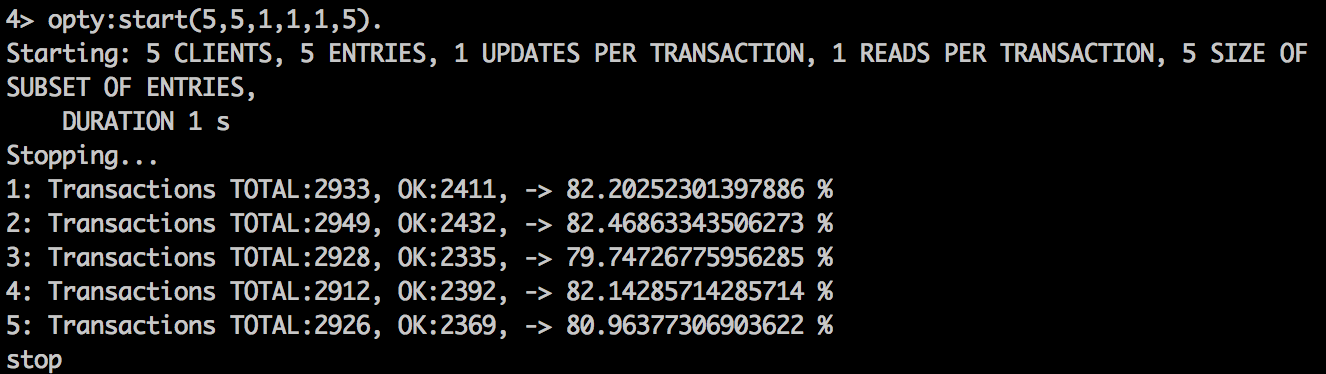 4> opty:start(5,5,1,1,1,5).
Starting: 5 CLIENTS, 5 ENTRIES, 1 UPDATES PER TRANSACTION, 1 READS PER TRANSACTION, 5 SIZE OF
SUBSET OF ENTRIES,
    DURATION 1 s
Stopping...
1: Transactions TOTAL:2933, OK:2411, -> 82.20252301397886 %
2: Transactions TOTAL:2949, OK:2432, -> 82.46863343506273 %
3: Transactions TOTAL:2928, OK:2335, -> 79.74726775956285 %
4: Transactions TOTAL:2912, OK:2392, -> 82.14285714285714 %
5: Transactions TOTAL:2926, OK:2369, -> 80.96377306903622 %
stop